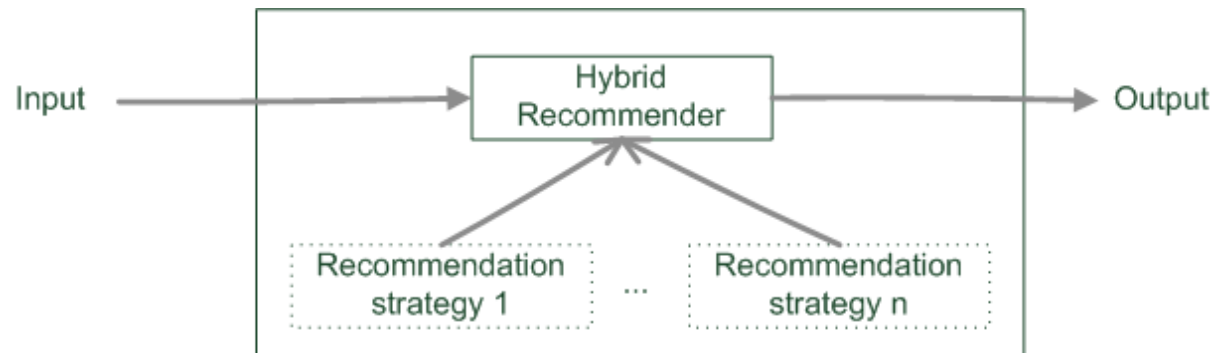 Input
Hybrid
Recommender
Output
Recommendation
strategy 1
...
Recommendation
strategy n